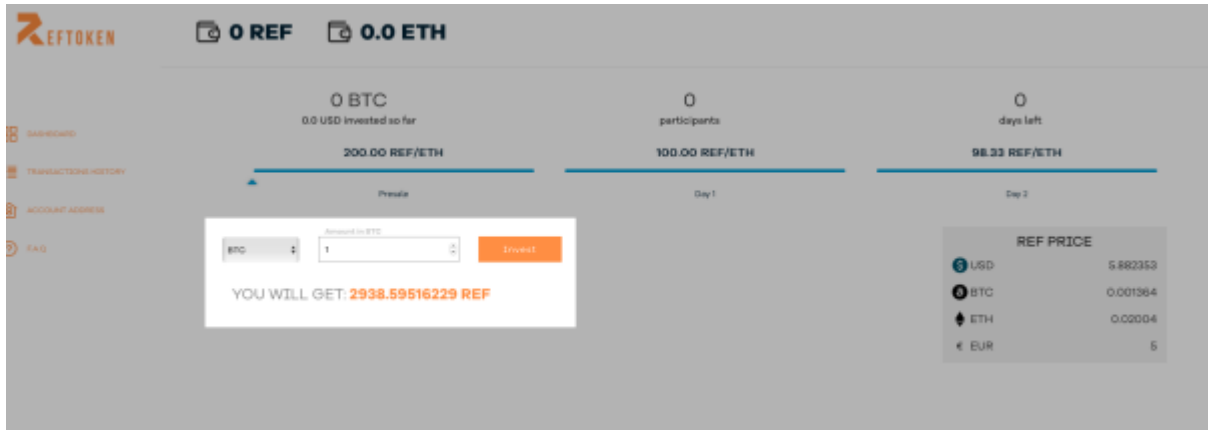 REFTOKEN
0 REF 0.0 ETH
0 BTC
0.0 USD invested so far
0
participants
0
days left
200.00 REF/ETH
100.00 REF/ETH
98.33 REF/ETH
Presale
Day 1
Day 2
DASHBOARD
TRANSACTIONS HISTORY
ACCOUNT ADDRESS
FAQ
Amount in BTC
BTC
1
Invest
YOU WILL GET: 2938.59516229 REF
REF PRICE
USD 5.882353
BTC 0.001364
ETH 0.02004
€ EUR 5